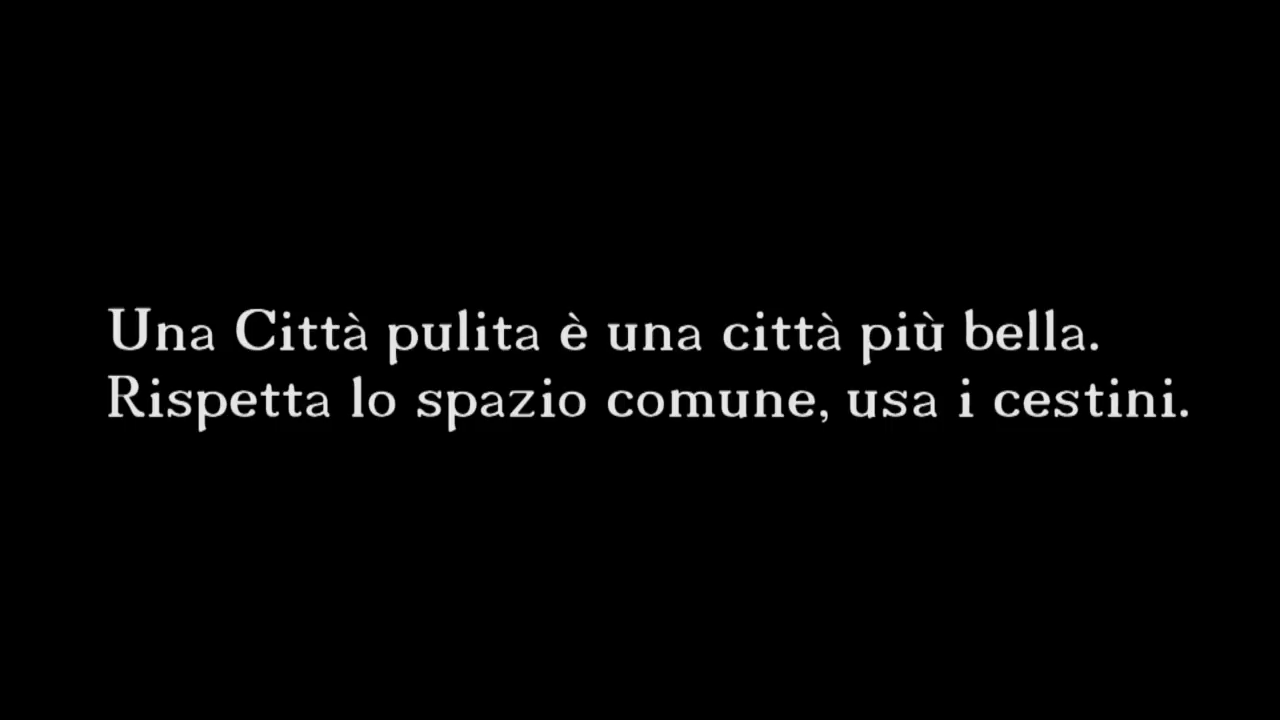 Una Città pulita è una città più bella.
Rispetta lo spazio comune, usa i cestini.